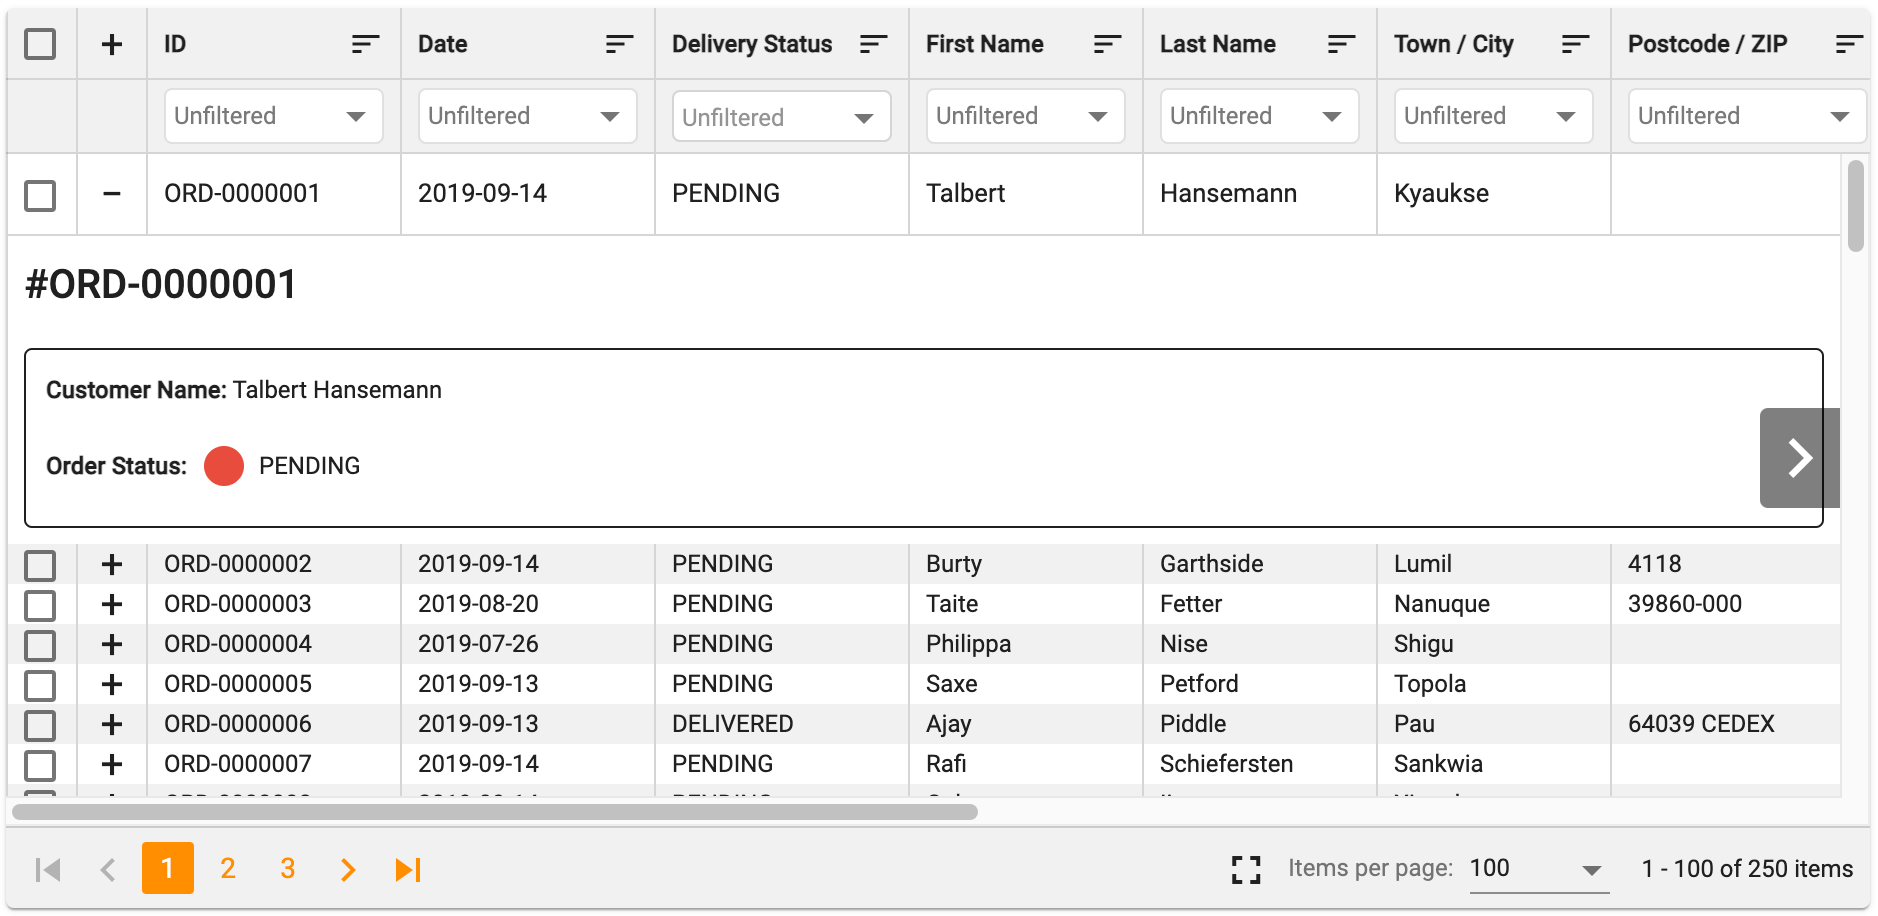 ID Date Delivery Status First Name Last Name Town / City Postcode / ZIP
Unfiltered Unfiltered Unfiltered Unfiltered Unfiltered Unfiltered Unfiltered
ORD-0000001 2019-09-14 PENDING Talbert Hansemann Kyaukse
#ORD-0000001
Customer Name: Talbert Hansemann
Order Status: PENDING
ORD-0000002 2019-09-14 PENDING Burty Garthside Lumil 4118
ORD-0000003 2019-08-20 PENDING Taite Fetter Nanuque 39860-000
ORD-0000004 2019-07-26 PENDING Philippa Nise Shigu
ORD-0000005 2019-09-13 PENDING Saxe Petford Topola
ORD-0000006 2019-09-13 DELIVERED Ajay Piddle Pau 64039 CEDEX
ORD-0000007 2019-09-14 PENDING Rafi Schiefersten Sankwia
1 2 3 Items per page: 100 1 - 100 of 250 items